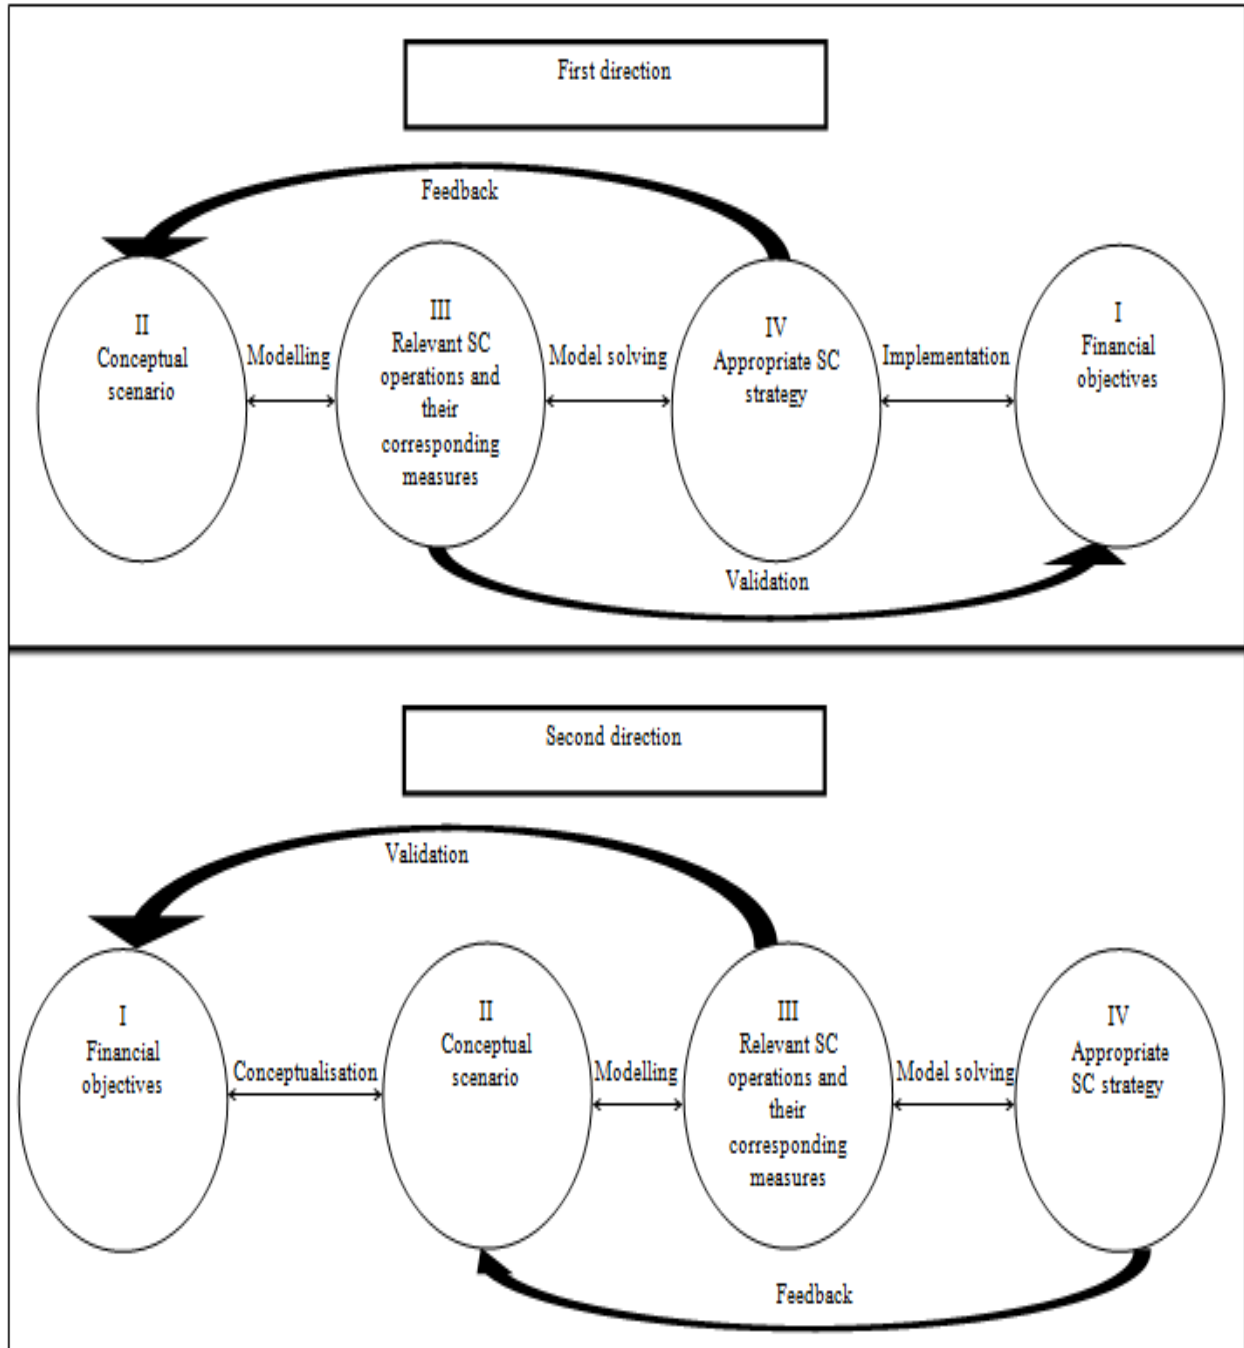 First direction
Feedback
II
Conceptual
scenario
Modelling
III
Relevant SC
operations and
their
corresponding
measures
Model solving
IV
Appropriate SC
strategy
Implementation
I
Financial
objectives
Validation
Second direction
Validation
I
Financial
objectives
Conceptualisation
II
Conceptual
scenario
Modelling
III
Relevant SC
operations and
their
corresponding
measures
Model solving
IV
Appropriate
SC strategy
Feedback